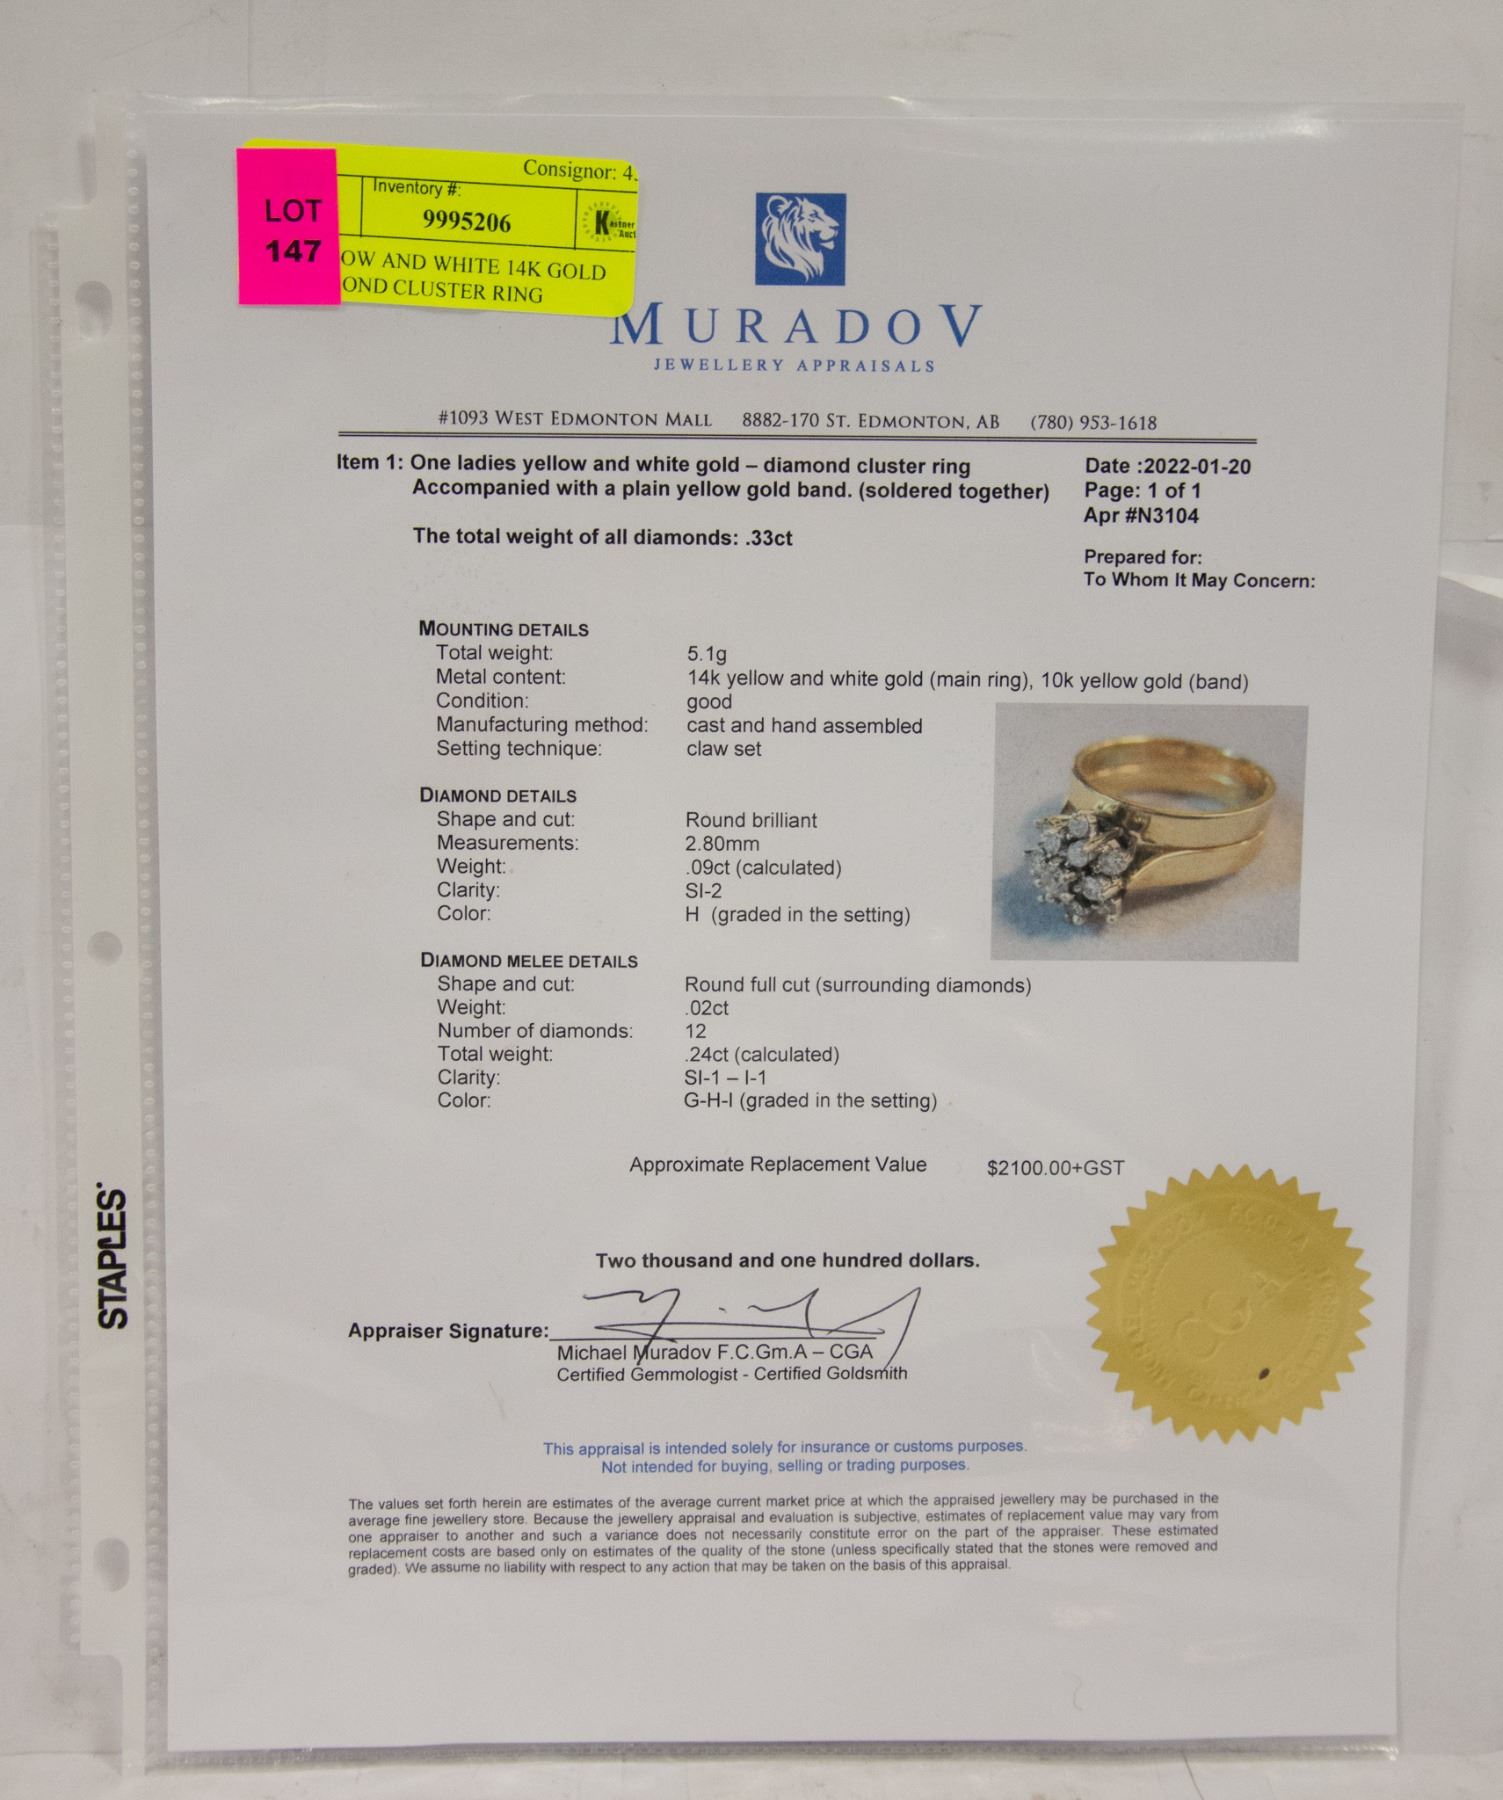 LOT
147
Consignor: 4
Inventory #:
9995206
Kastner
Auct
OW AND WHITE 14K GOLD
OND CLUSTER RING
MURADOV
JEWELLERY APPRAISALS
#1093 WEST EDMONTON MALL 8882-170 ST. EDMONTON, AB (780) 953-1618
Item 1: One ladies yellow and white gold – diamond cluster ring
Accompanied with a plain yellow gold band. (soldered together)
The total weight of all diamonds: .33ct
Date :2022-01-20
Page: 1 of 1
Apr #N3104
Prepared for:
To Whom It May Concern:
MOUNTING DETAILS
Total weight: 5.1g
Metal content: 14k yellow and white gold (main ring), 10k yellow gold (band)
Condition: good
Manufacturing method: cast and hand assembled
Setting technique: claw set
DIAMOND DETAILS
Shape and cut: Round brilliant
Measurements: 2.80mm
Weight: .09ct (calculated)
Clarity: SI-2
Color: H (graded in the setting)
DIAMOND MELEE DETAILS
Shape and cut: Round full cut (surrounding diamonds)
Weight: .02ct
Number of diamonds: 12
Total weight: .24ct (calculated)
Clarity: SI-1 – I-1
Color: G-H-I (graded in the setting)
Approximate Replacement Value $2100.00+GST
Two thousand and one hundred dollars.
Appraiser Signature:
Michael Muradov F.C.Gm.A – CGA
Certified Gemmologist - Certified Goldsmith
This appraisal is intended solely for insurance or customs purposes.
Not intended for buying, selling or trading purposes.
The values set forth herein are estimates of the average current market price at which the appraised jewellery may be purchased in the
average fine jewellery store. Because the jewellery appraisal and evaluation is subjective, estimates of replacement value may vary from
one appraiser to another and such a variance does not necessarily constitute error on the part of the appraiser. These estimated
replacement costs are based only on estimates of the quality of the stone (unless specifically stated that the stones were removed and
graded). We assume no liability with respect to any action that may be taken on the basis of this appraisal.
STAPLES